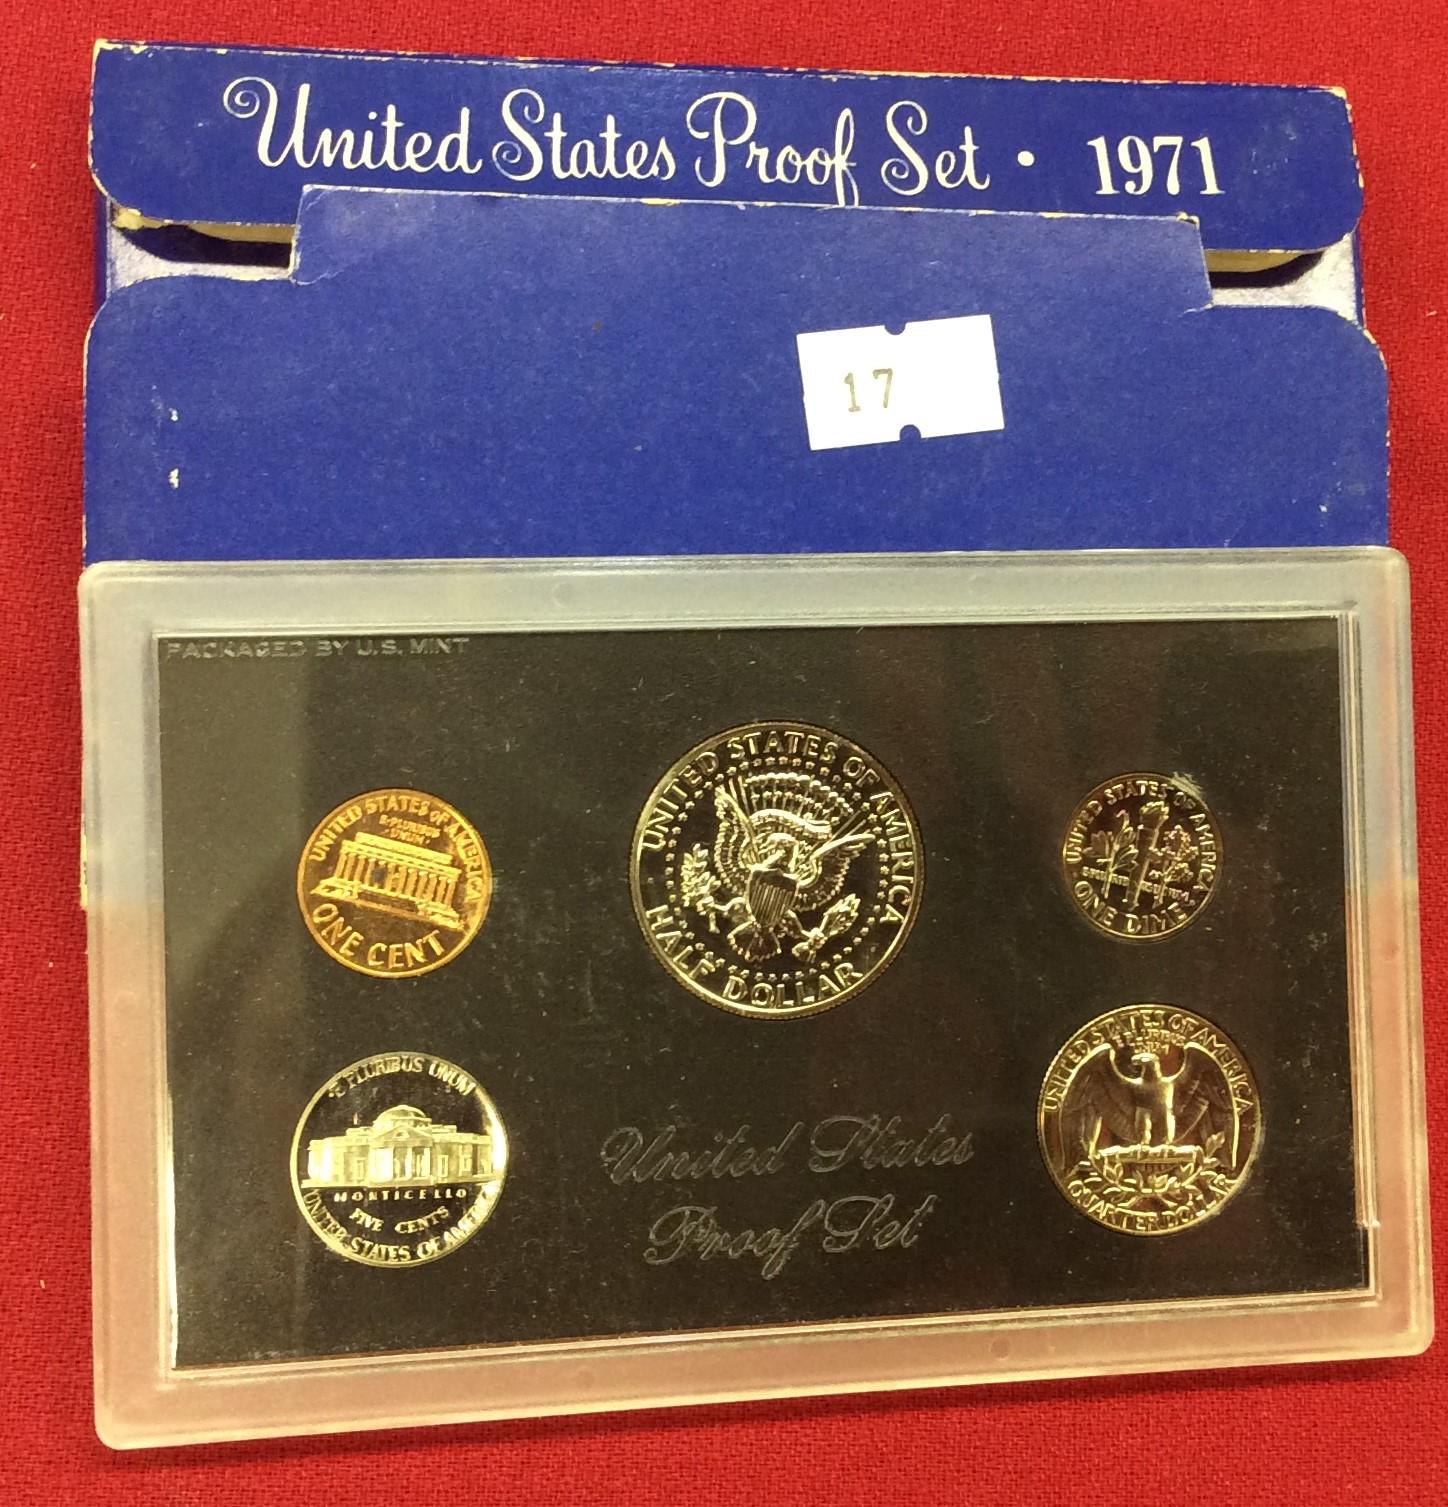 United States Proof Set · 1971
17
PACKAGED BY U.S. MINT
UNITED STATES OF AMERICA
E·PLURIBUS
UNUM
ONE CENT
UNITED STATES OF AMERICA
HALF DOLLAR
UNITED STATES OF AMERICA
ONE DIME
E PLURIBUS UNUM
MONTICELLO
FIVE CENTS
UNITED STATES OF AMERICA
UNITED STATES OF AMERICA
E PLURIBUS
UNUM
QUARTER DOLLAR
United States
Proof Set